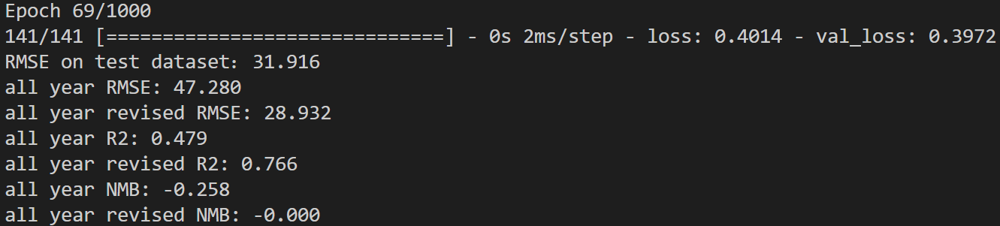 Epoch 69/1000
141/141 [==============================] - 0s 2ms/step - loss: 0.4014 - val_loss: 0.3972
RMSE on test dataset： 31.916
all year RMSE: 47.280
all year revised RMSE: 28.932
all year R2: 0.479
all year revised R2: 0.766
all year NMB: -0.258
all year revised NMB: -0.000